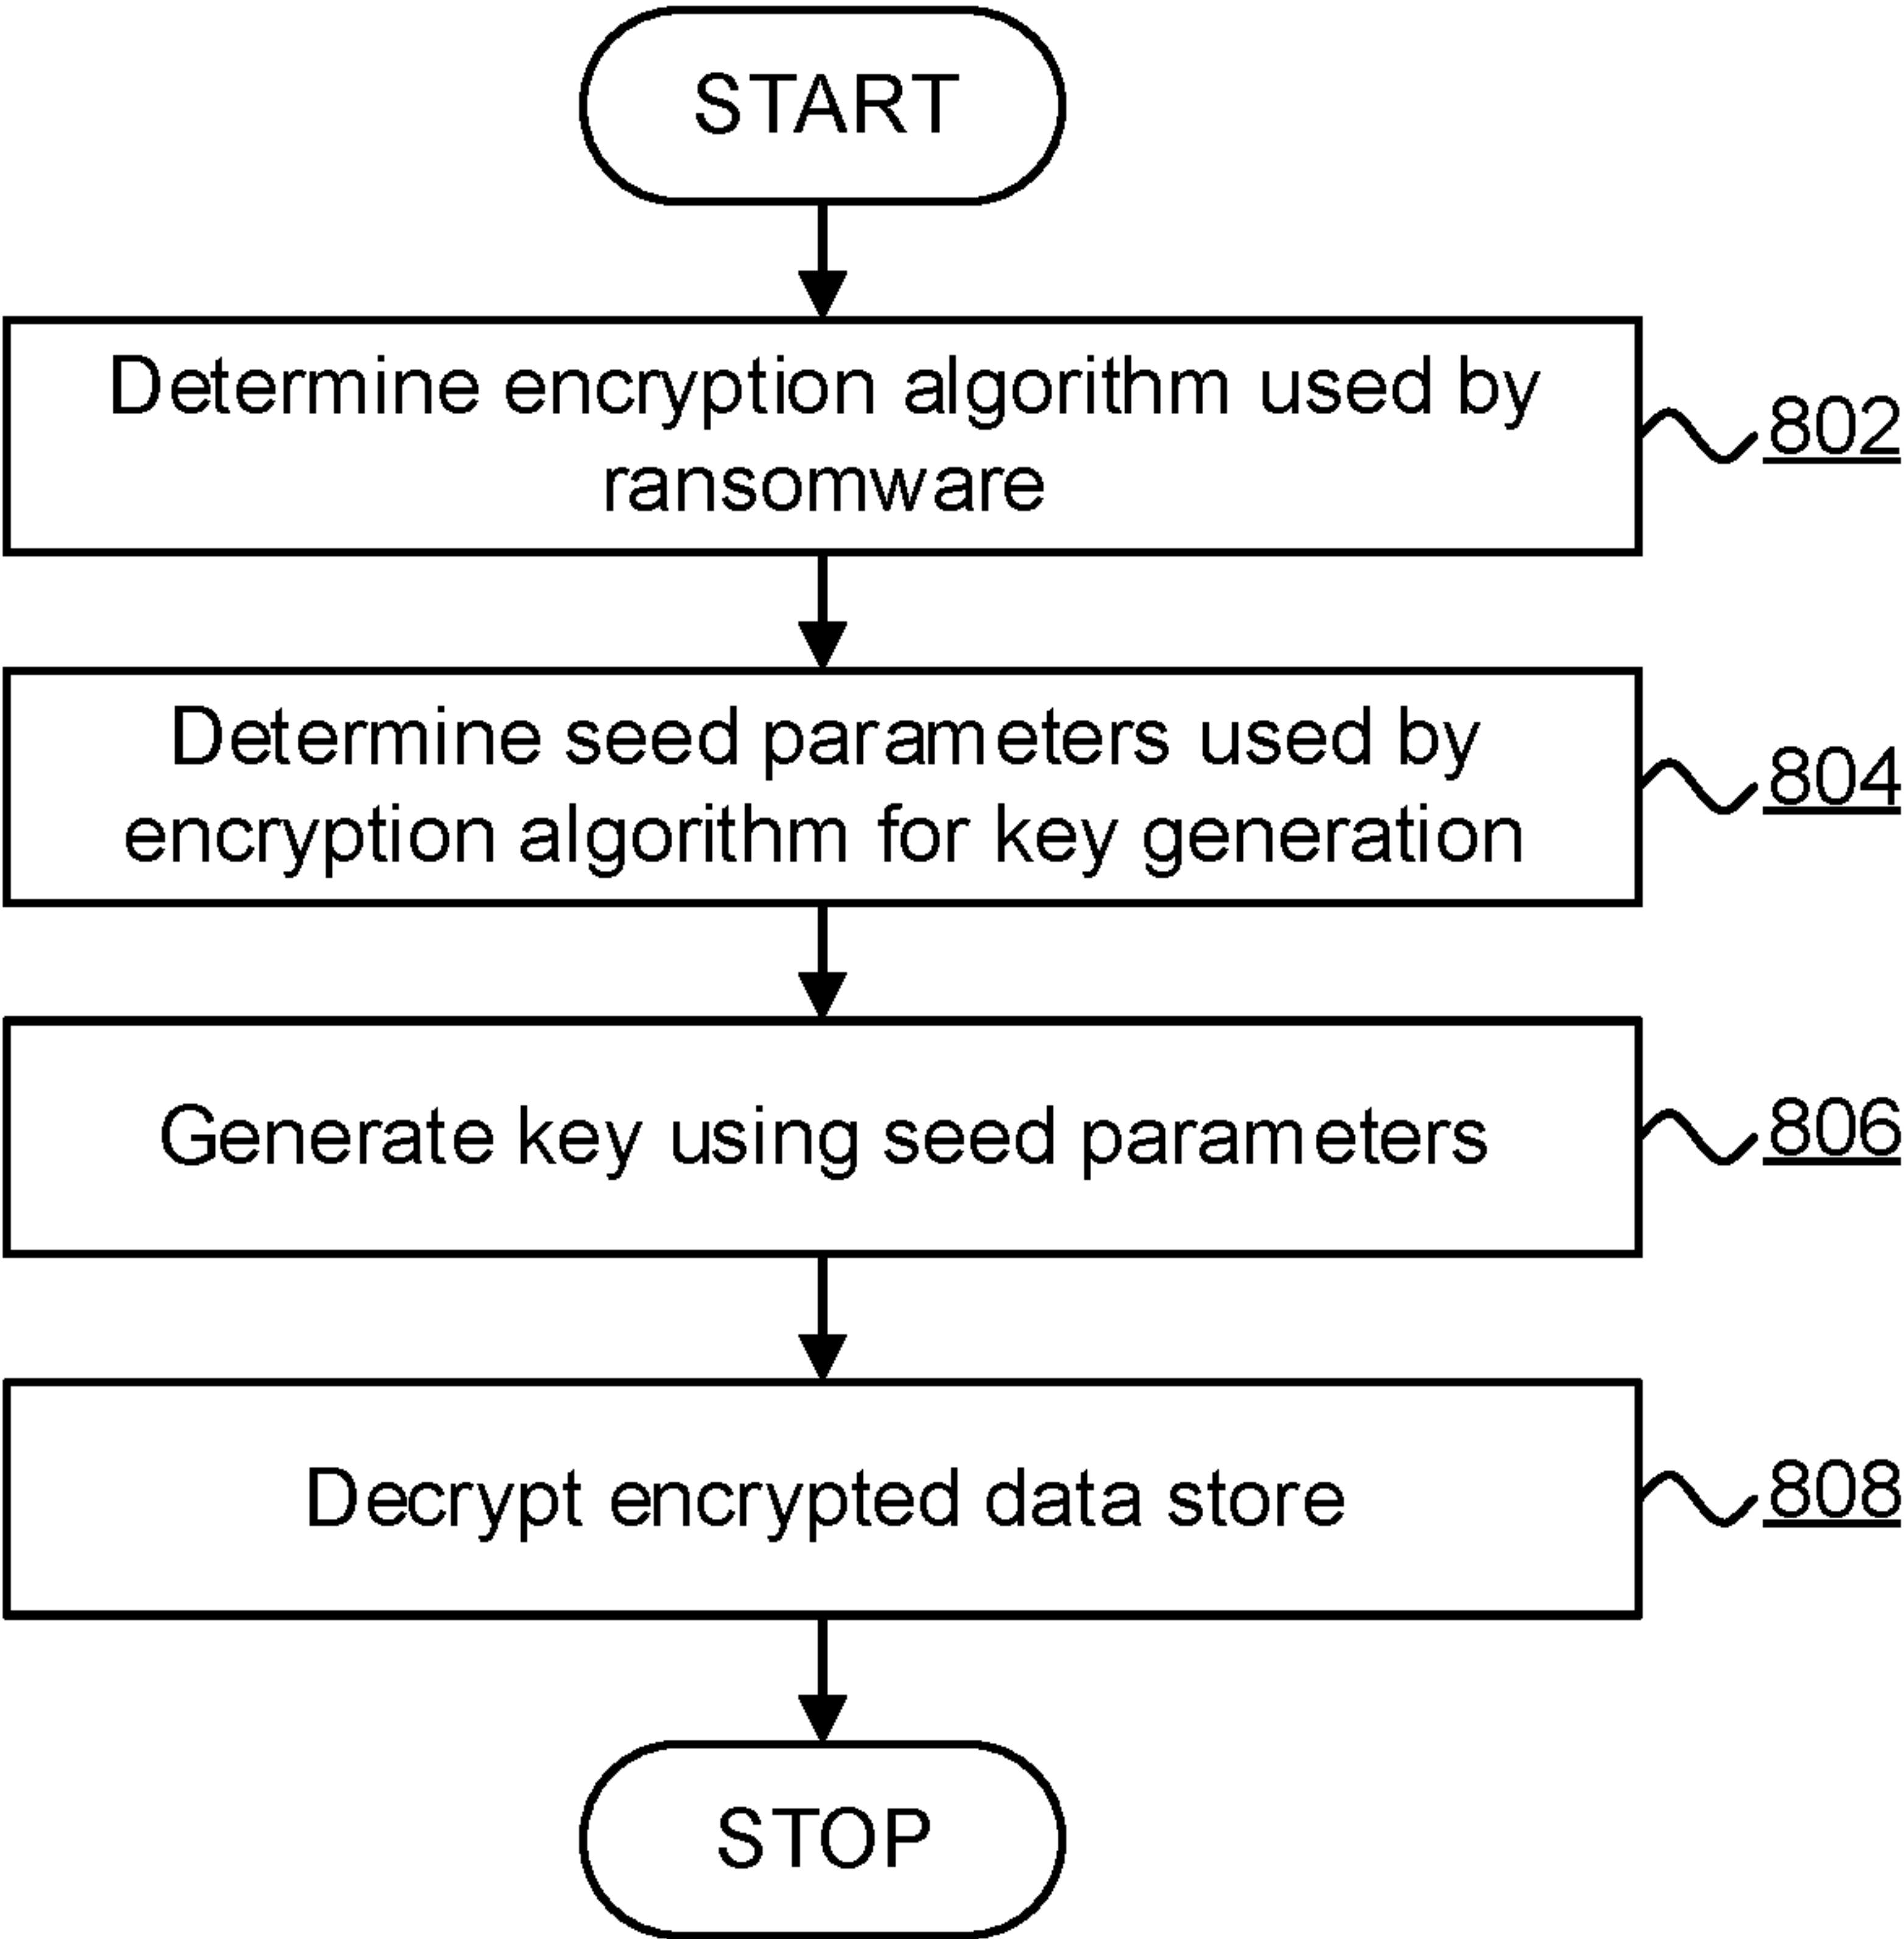 START
Determine encryption algorithm used by
ransomware
802
Determine seed parameters used by
encryption algorithm for key generation
804
Generate key using seed parameters
806
Decrypt encrypted data store
808
STOP